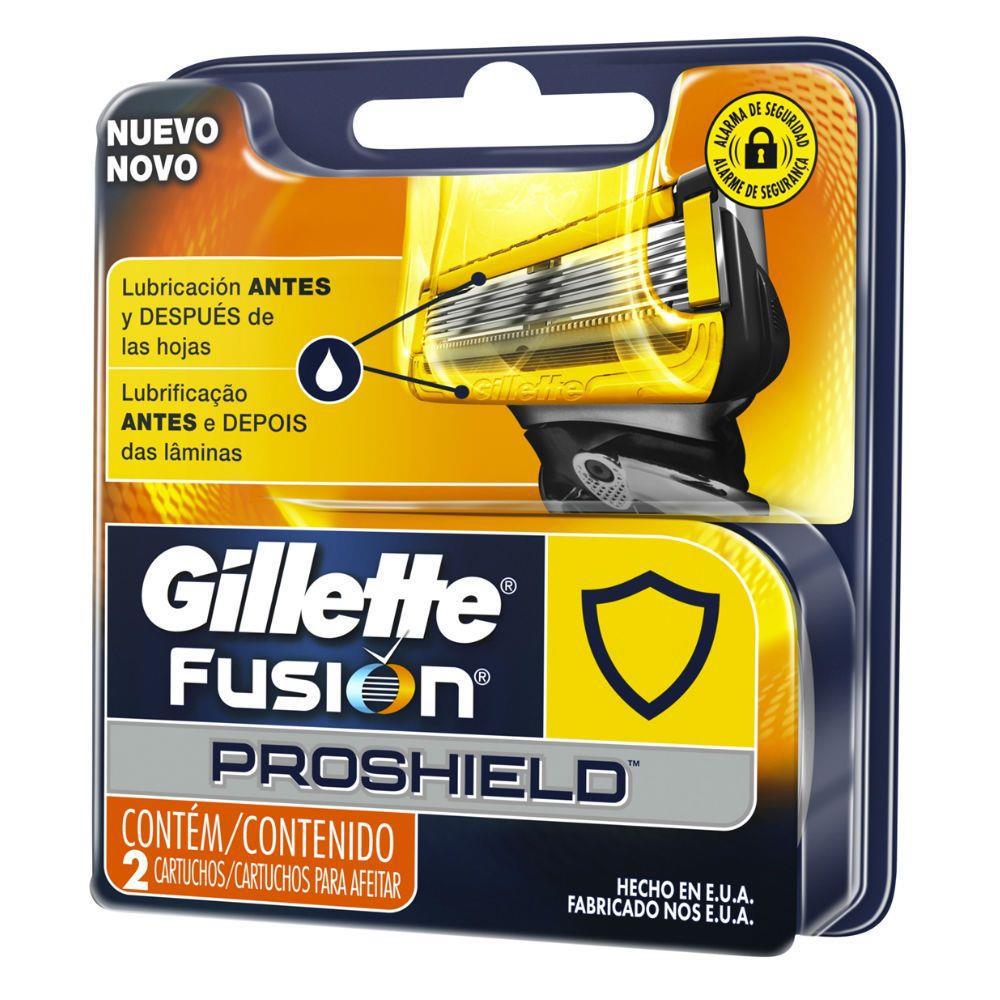 NUEVO
NOVO
ALARMA DE SEGURIDAD
ALARME DE SEGURANÇA
Lubricación ANTES
y DESPUÉS de
las hojas
Lubrificação
ANTES e DEPOIS
das lâminas
Gillette
Gillette®
FUSION®
PROSHIELD™
CONTÉM/CONTENIDO
2 CARTUCHOS/CARTUCHOS PARA AFEITAR
HECHO EN E.U.A.
FABRICADO NOS E.U.A.